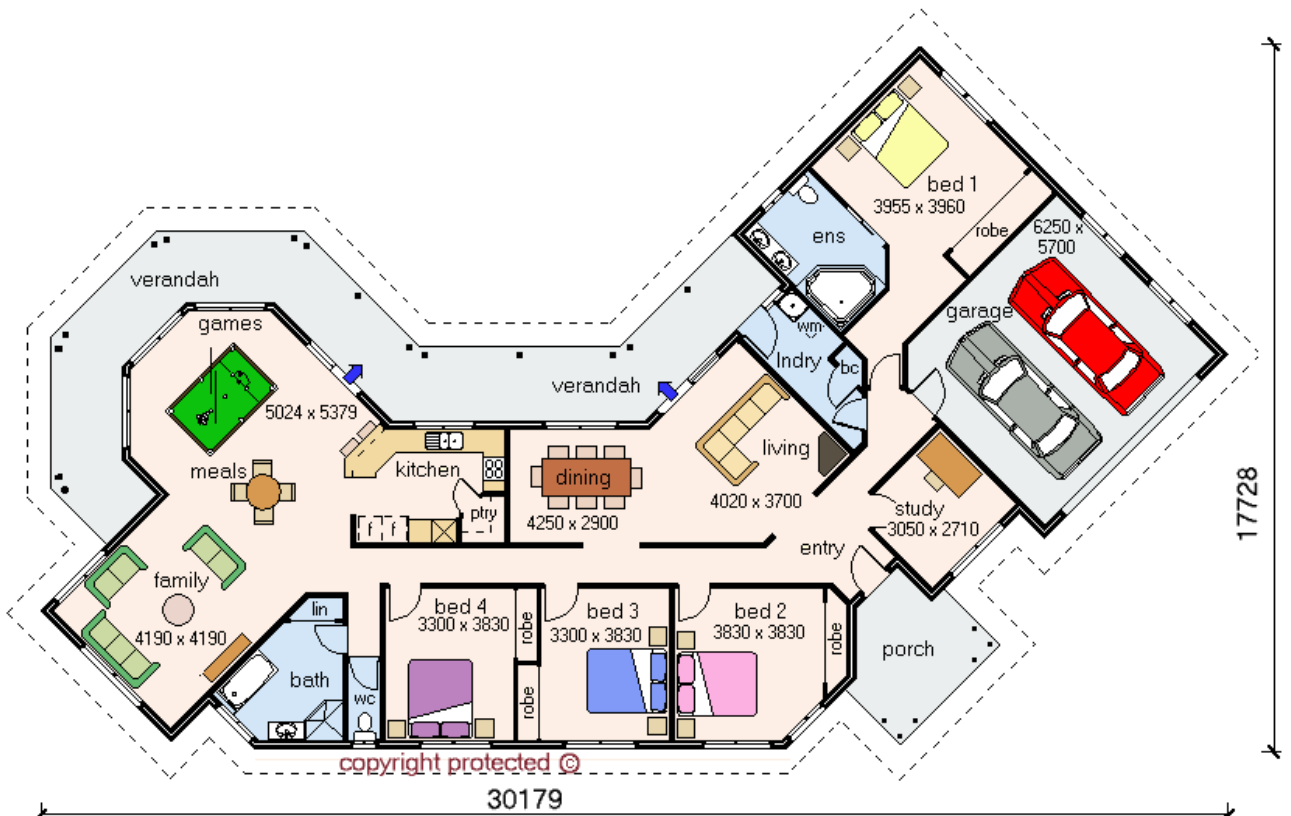 bed 1
3955 x 3960
robe
6250 x
5700
ens
garage
verandah
games
wm
lndry
bc
verandah
5024 x 5379
meals
kitchen
living
dining
ptry
4020 x 3700
4250 x 2900
study
3050 x 2710
f f
entry
family
4190 x 4190
lin
bed 4
3300 x 3830
robe
bed 3
3300 x 3830
bed 2
3830 x 3830
robe
porch
bath
wc
robe
copyright protected ©
30179
17728